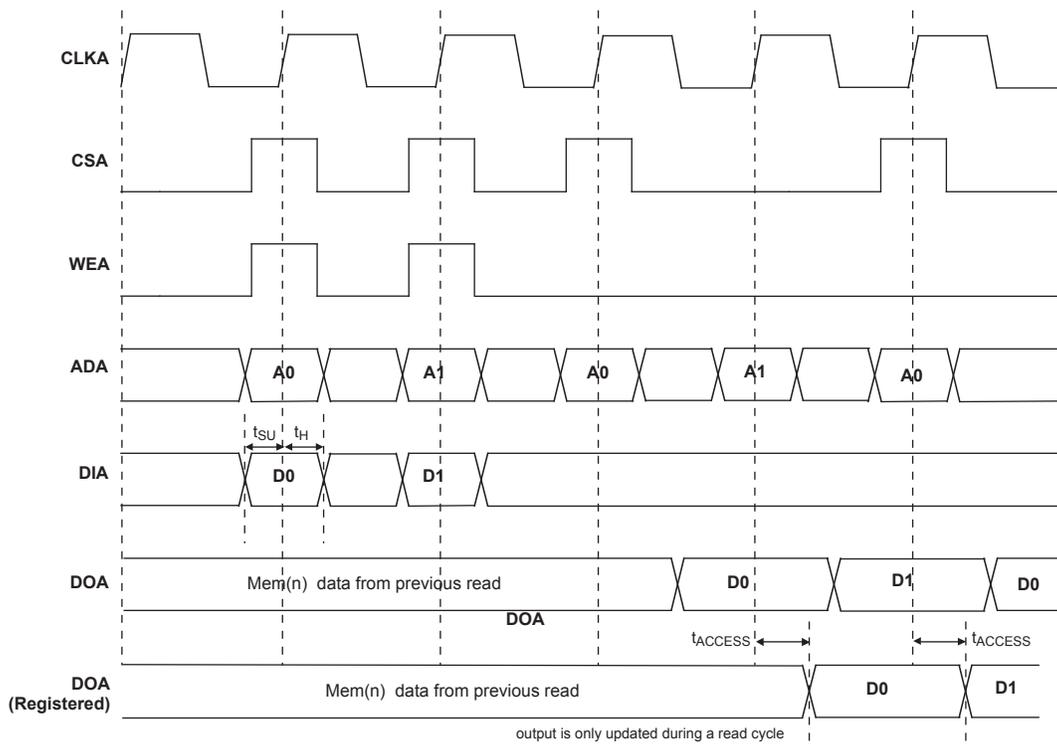 CLKA
CSA
WEA
ADA
A0 A1 A0 A1 A0
tSU tH
DIA
D0 D1
DOA
Mem(n) data from previous read D0 D1 D0
DOA
tACCESS tACCESS
DOA
(Registered)
Mem(n) data from previous read D0 D1
output is only updated during a read cycle